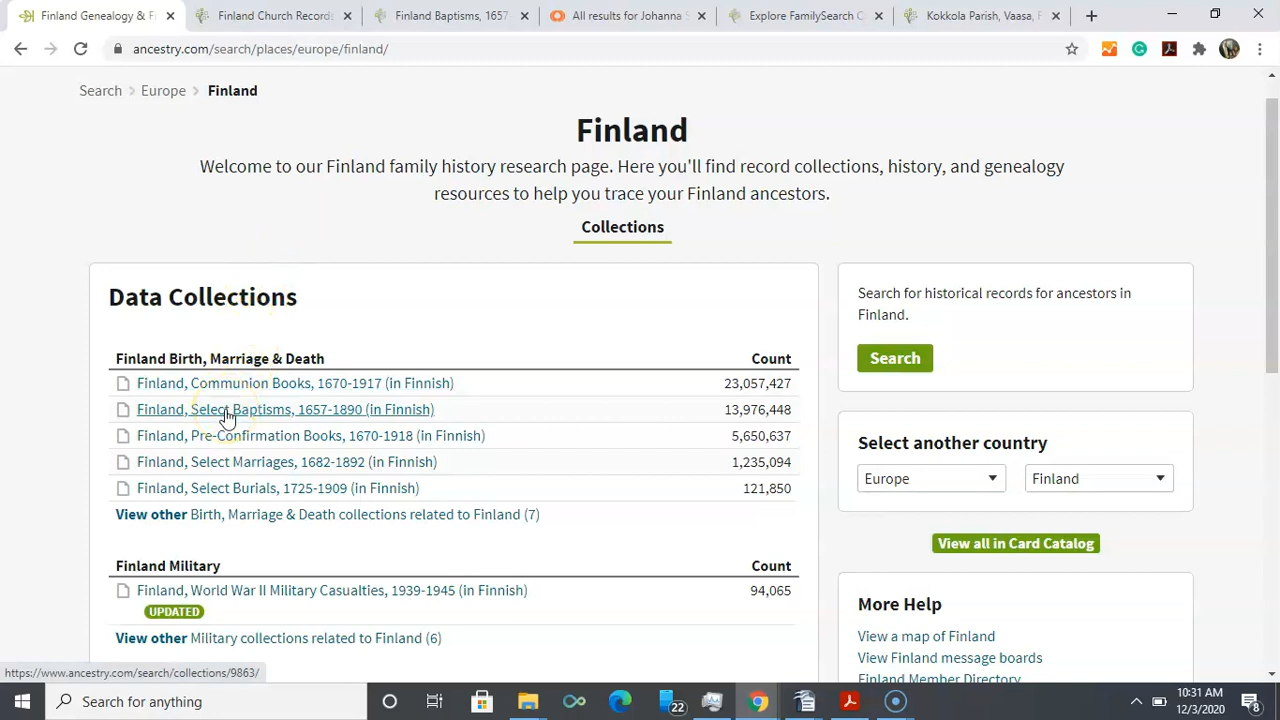 Finland Genealogy & F
Finland Church Records
Finland Baptisms, 1657
All results for Johanna S
Explore FamilySearch C
Kokkola Parish, Vaasa, F
ancestry.com/search/places/europe/finland/
Search > Europe > Finland
Finland
Welcome to our Finland family history research page. Here you'll find record collections, history, and genealogy
resources to help you trace your Finland ancestors.
Collections
Data Collections
Finland Birth, Marriage & Death Count
Finland, Communion Books, 1670-1917 (in Finnish) 23,057,427
Finland, Select Baptisms, 1657-1890 (in Finnish) 13,976,448
Finland, Pre-Confirmation Books, 1670-1918 (in Finnish) 5,650,637
Finland, Select Marriages, 1682-1892 (in Finnish) 1,235,094
Finland, Select Burials, 1725-1909 (in Finnish) 121,850
View other Birth, Marriage & Death collections related to Finland (7)
Finland Military Count
Finland, World War II Military Casualties, 1939-1945 (in Finnish) 94,065
UPDATED
View other Military collections related to Finland (6)
Search for historical records for ancestors in
Finland.
Search
Select another country
Europe Finland
View all in Card Catalog
More Help
View a map of Finland
View Finland message boards
Finland Member Directory
https://www.ancestry.com/search/collections/9863/
Search for anything
22
10:31 AM
12/3/2020
8